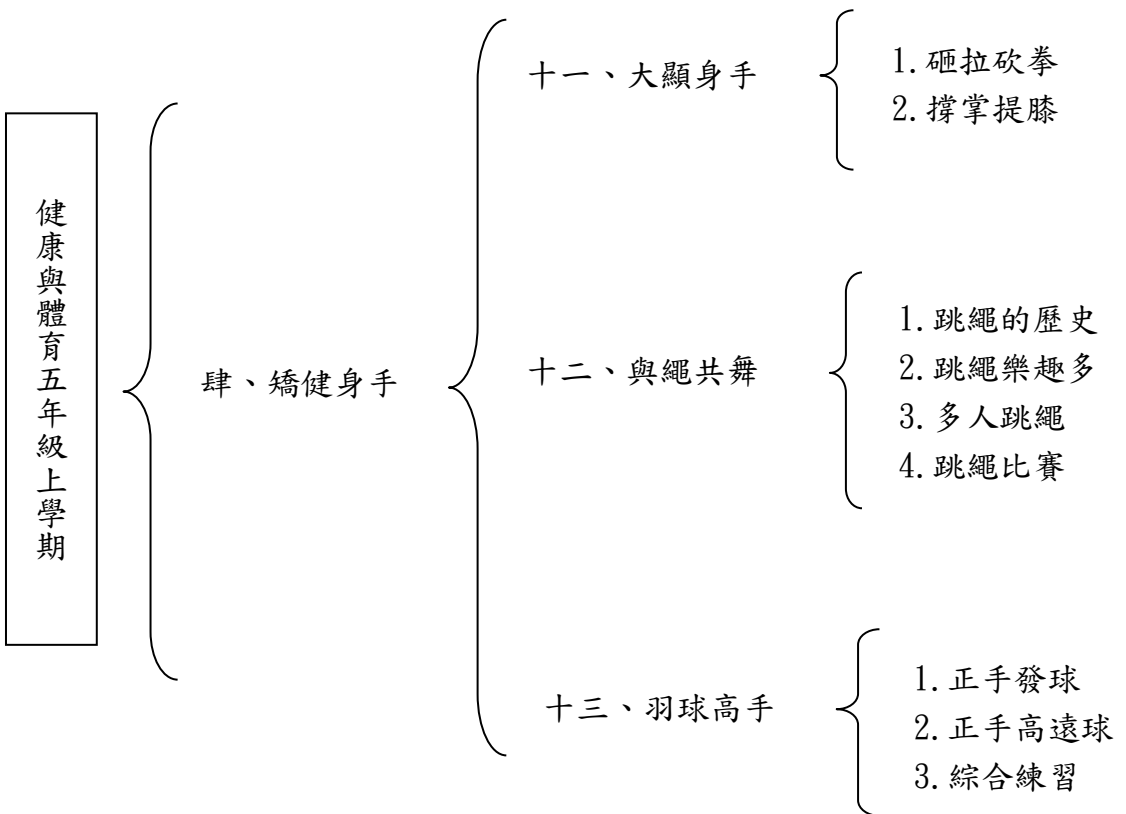 健康與體育五年級上學期
肆、矯健身手
十一、大顯身手
1.砸拉砍拳
2.撐掌提膝
十二、與繩共舞
1.跳繩的歷史
2.跳繩樂趣多
3.多人跳繩
4.跳繩比賽
十三、羽球高手
1.正手發球
2.正手高遠球
3.綜合練習